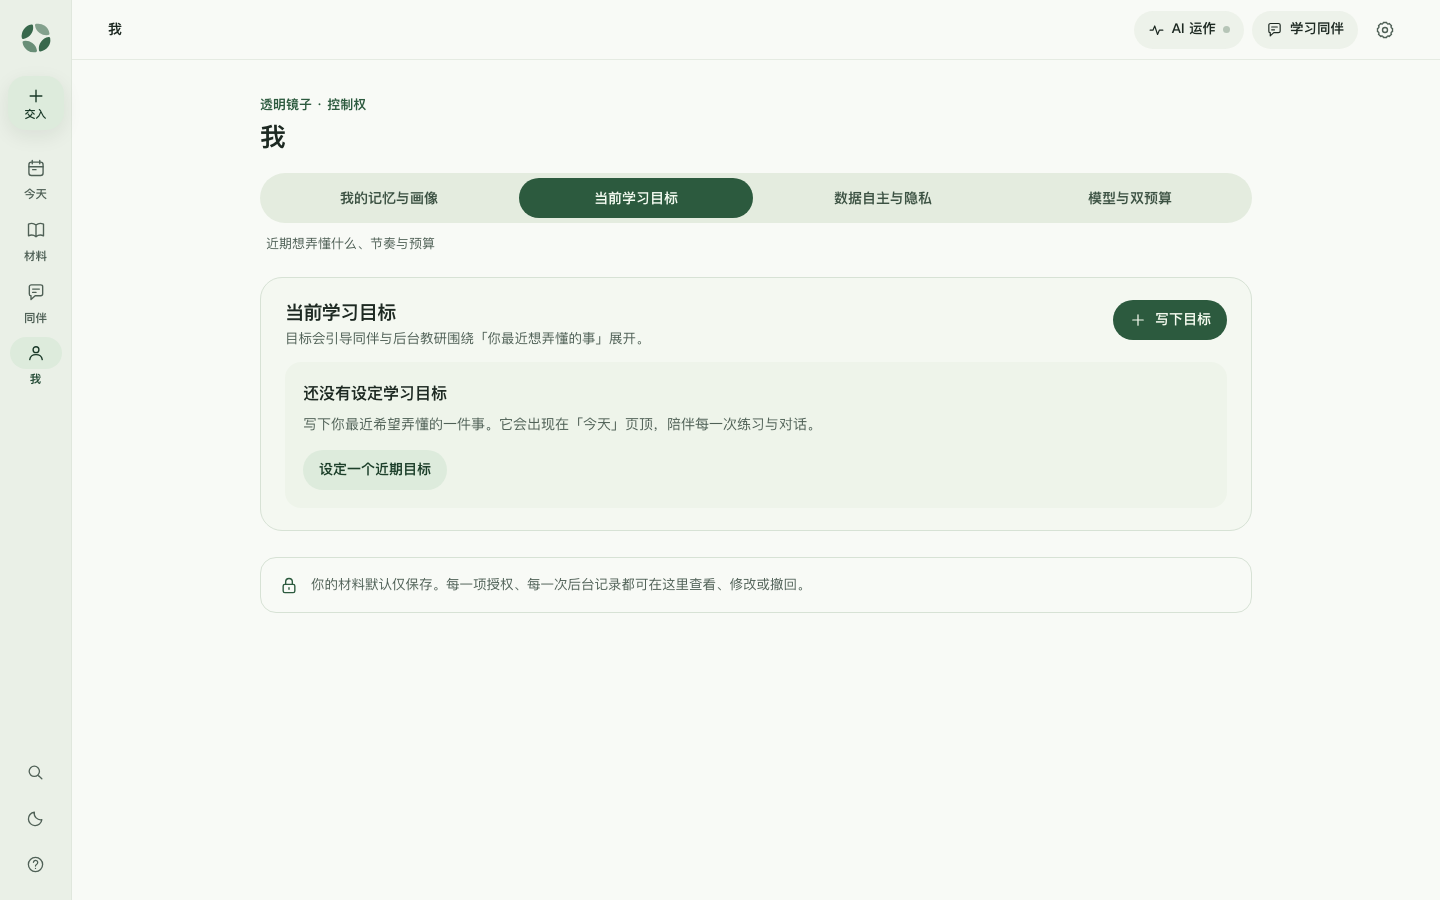 我
AI 运作
学习同伴
交入
今天
材料
同伴
我
透明镜子 · 控制权
我
我的记忆与画像
当前学习目标
数据自主与隐私
模型与双预算
近期想弄懂什么、节奏与预算
当前学习目标
目标会引导同伴与后台教研围绕「你最近想弄懂的事」展开。
写下目标
还没有设定学习目标
写下你最近希望弄懂的一件事。它会出现在「今天」页顶，陪伴每一次练习与对话。
设定一个近期目标
你的材料默认仅保存。每一项授权、每一次后台记录都可在这里查看、修改或撤回。